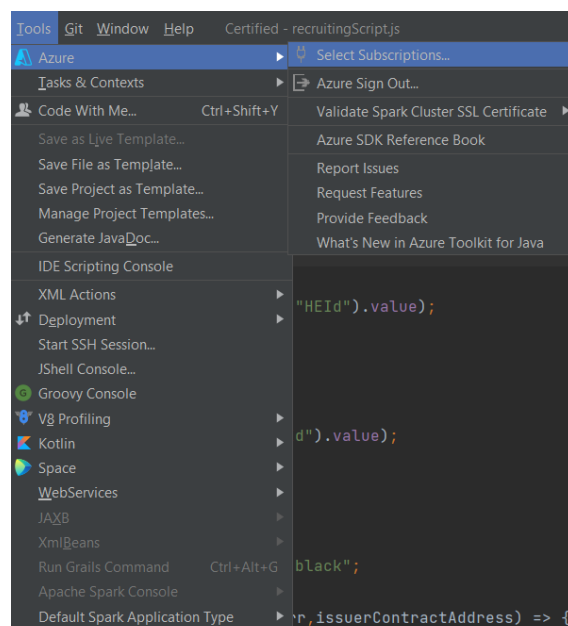 Tools Git Window Help Certified - recruitingScript.js
Azure
Tasks & Contexts
Code With Me... Ctrl+Shift+Y
Save as Live Template...
Save File as Template...
Save Project as Template...
Manage Project Templates...
Generate JavaDoc...
IDE Scripting Console
XML Actions
Deployment
Start SSH Session...
JShell Console...
Groovy Console
V8 Profiling
Kotlin
Space
WebServices
JAXB
XmlBeans
Run Grails Command Ctrl+Alt+G
Apache Spark Console
Default Spark Application Type
Select Subscriptions...
Azure Sign Out...
Validate Spark Cluster SSL Certificate
Azure SDK Reference Book
Report Issues
Request Features
Provide Feedback
What's New in Azure Toolkit for Java
"HEId").value);
d").value);
black";
r,issuerContractAddress) => {